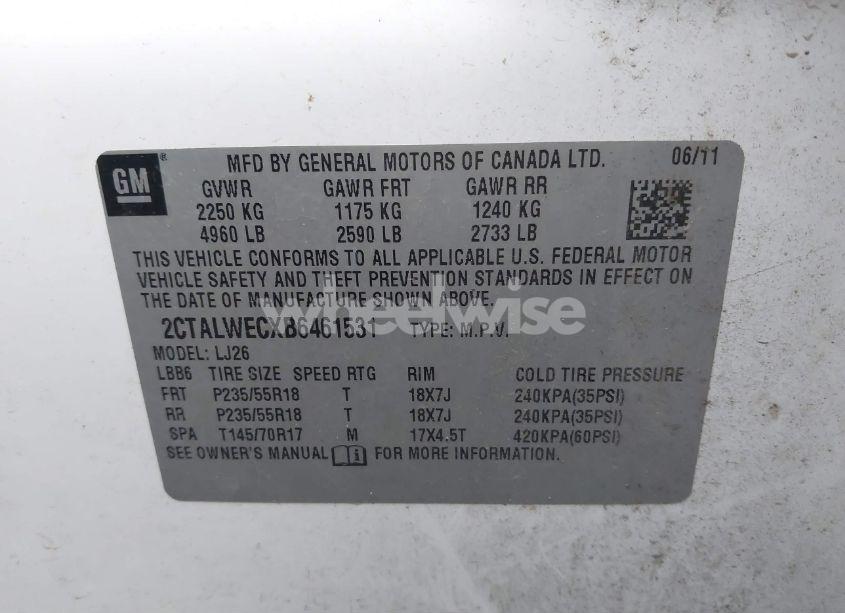 GM
MFD BY GENERAL MOTORS OF CANADA LTD. 06/11
GVWR GAWR FRT GAWR RR
2250 KG 1175 KG 1240 KG
4960 LB 2590 LB 2733 LB
THIS VEHICLE CONFORMS TO ALL APPLICABLE U.S. FEDERAL MOTOR
VEHICLE SAFETY AND THEFT PREVENTION STANDARDS IN EFFECT ON
THE DATE OF MANUFACTURE SHOWN ABOVE.
wheelwise
2CTALWECXB6461531 TYPE: M.P.V.
MODEL: LJ26
LBB6 TIRE SIZE SPEED RTG RIM COLD TIRE PRESSURE
FRT P235/55R18 T 18X7J 240KPA(35PSI)
RR P235/55R18 T 18X7J 240KPA(35PSI)
SPA T145/70R17 M 17X4.5T 420KPA(60PSI)
SEE OWNER'S MANUAL FOR MORE INFORMATION.